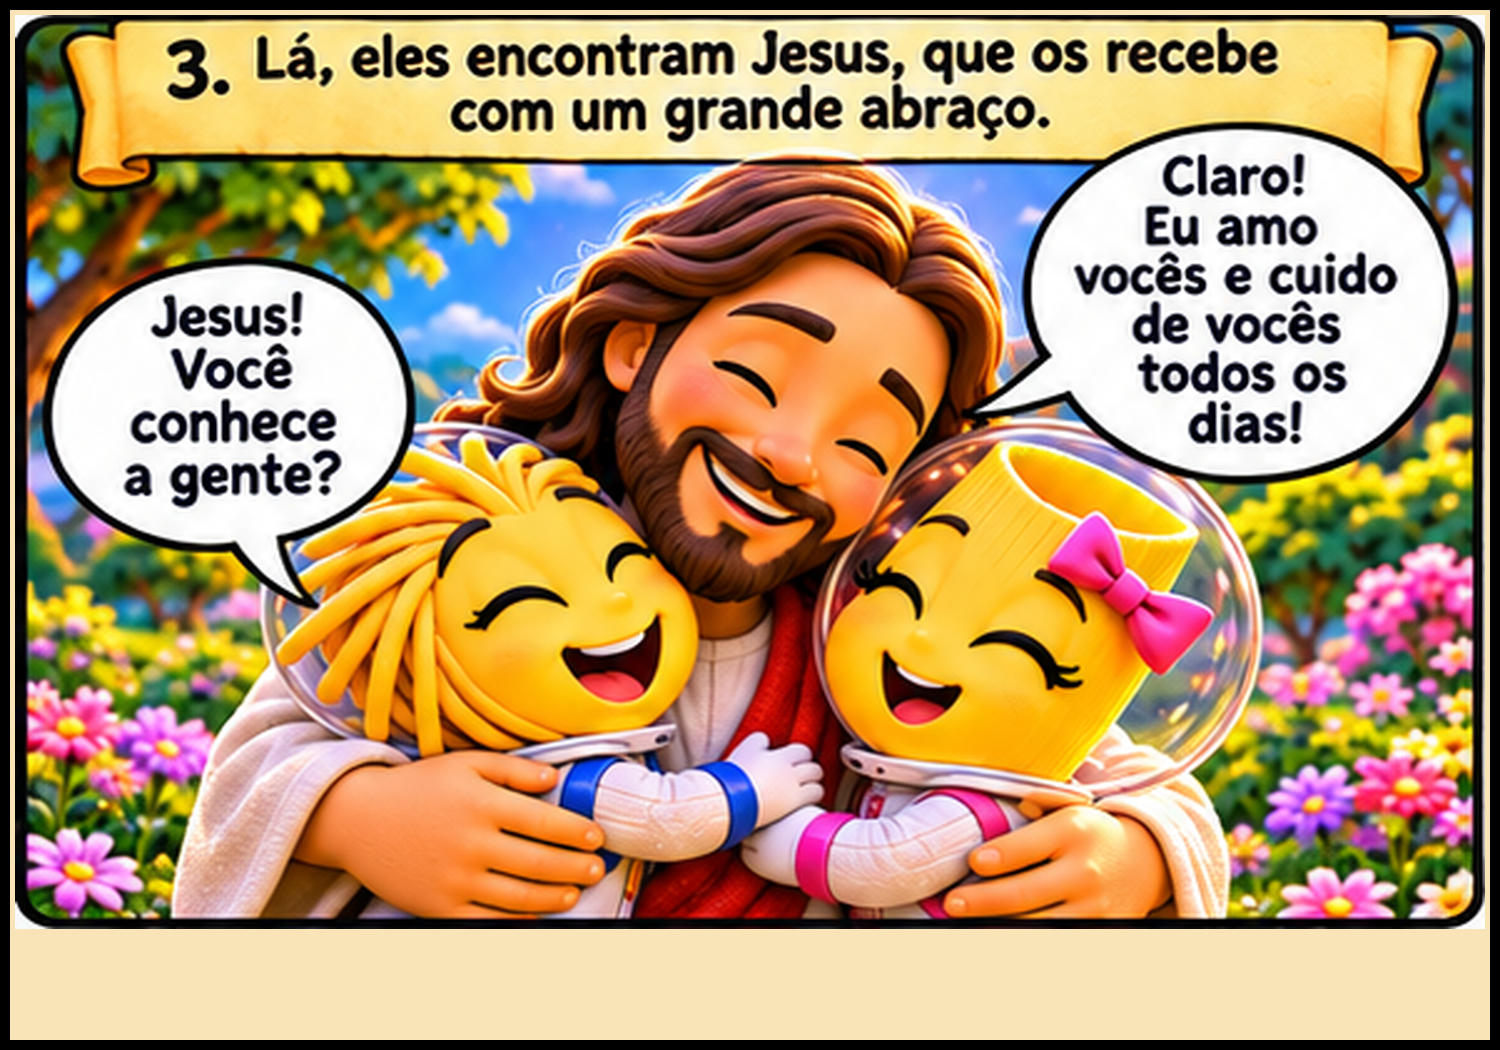 3. Lá, eles encontram Jesus, que os recebe
com um grande abraço.
Jesus!
Você
conhece
a gente?
Claro!
Eu amo
vocês e cuido
de vocês
todos os
dias!